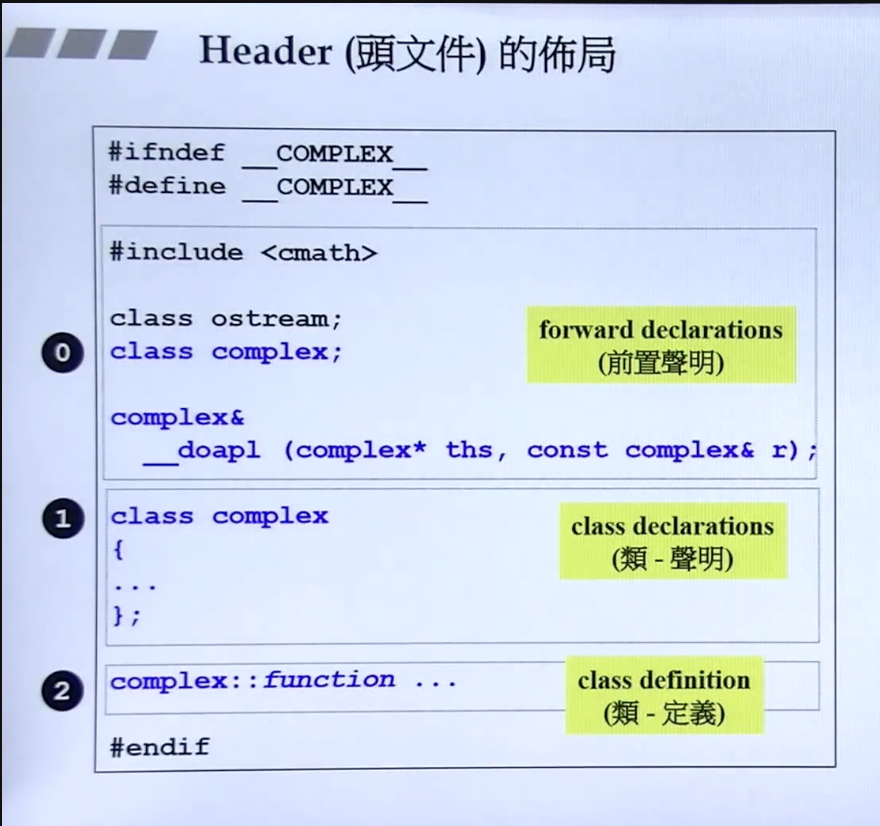 Header (頭文件) 的佈局
#ifndef __COMPLEX__
#define __COMPLEX__
#include <cmath>
class ostream;
class complex;
forward declarations
(前置聲明)
0
complex&
__doapl (complex* ths, const complex& r);
1
class complex
{
...
};
class declarations
(類 - 聲明)
2
complex::function ...
class definition
(類 - 定義)
#endif